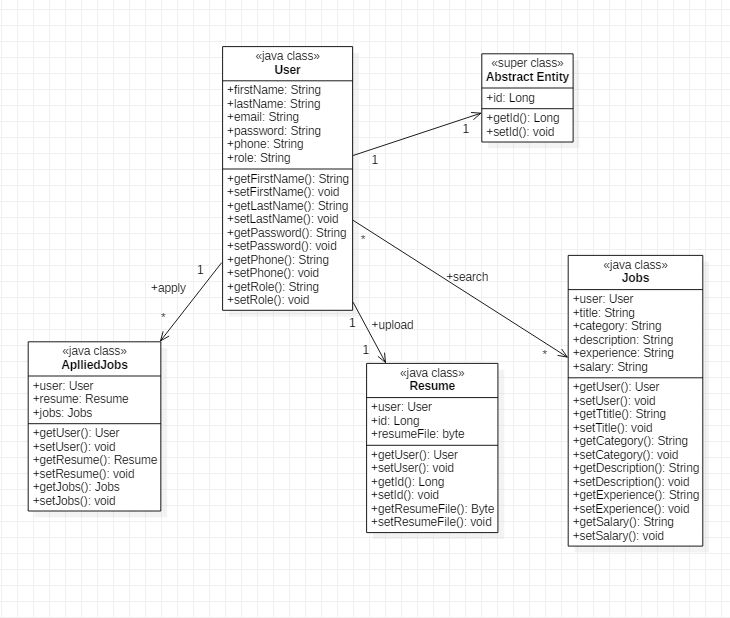 «java class»
User
+firstName: String
+lastName: String
+email: String
+password: String
+phone: String
+role: String
+getFirstName(): String
+setFirstName(): void
+getLastName(): String
+setLastName(): void
+getPassword(): String
+setPassword(): void
+getPhone(): String
+setPhone(): void
+getRole(): String
+setRole(): void
«super class»
Abstract Entity
+id: Long
+getId(): Long
+setId(): void
1
1
*
+search
*
1
+apply
*
1
+upload
1
«java class»
Jobs
+user: User
+title: String
+category: String
+description: String
+experience: String
+salary: String
+getUser(): User
+setUser(): void
+getTtitle(): String
+setTitle(): void
+getCategory(): String
+setCategory(): void
+getDescription(): String
+setDescription(): void
+getExperience(): String
+setExperience(): void
+getSalary(): String
+setSalary(): void
«java class»
AplliedJobs
+user: User
+resume: Resume
+jobs: Jobs
+getUser(): User
+setUser(): void
+getResume(): Resume
+setResume(): void
+getJobs(): Jobs
+setJobs(): void
«java class»
Resume
+user: User
+id: Long
+resumeFile: byte
+getUser(): User
+setUser(): void
+getId(): Long
+setId(): void
+getResumeFile(): Byte
+setResumeFile(): void